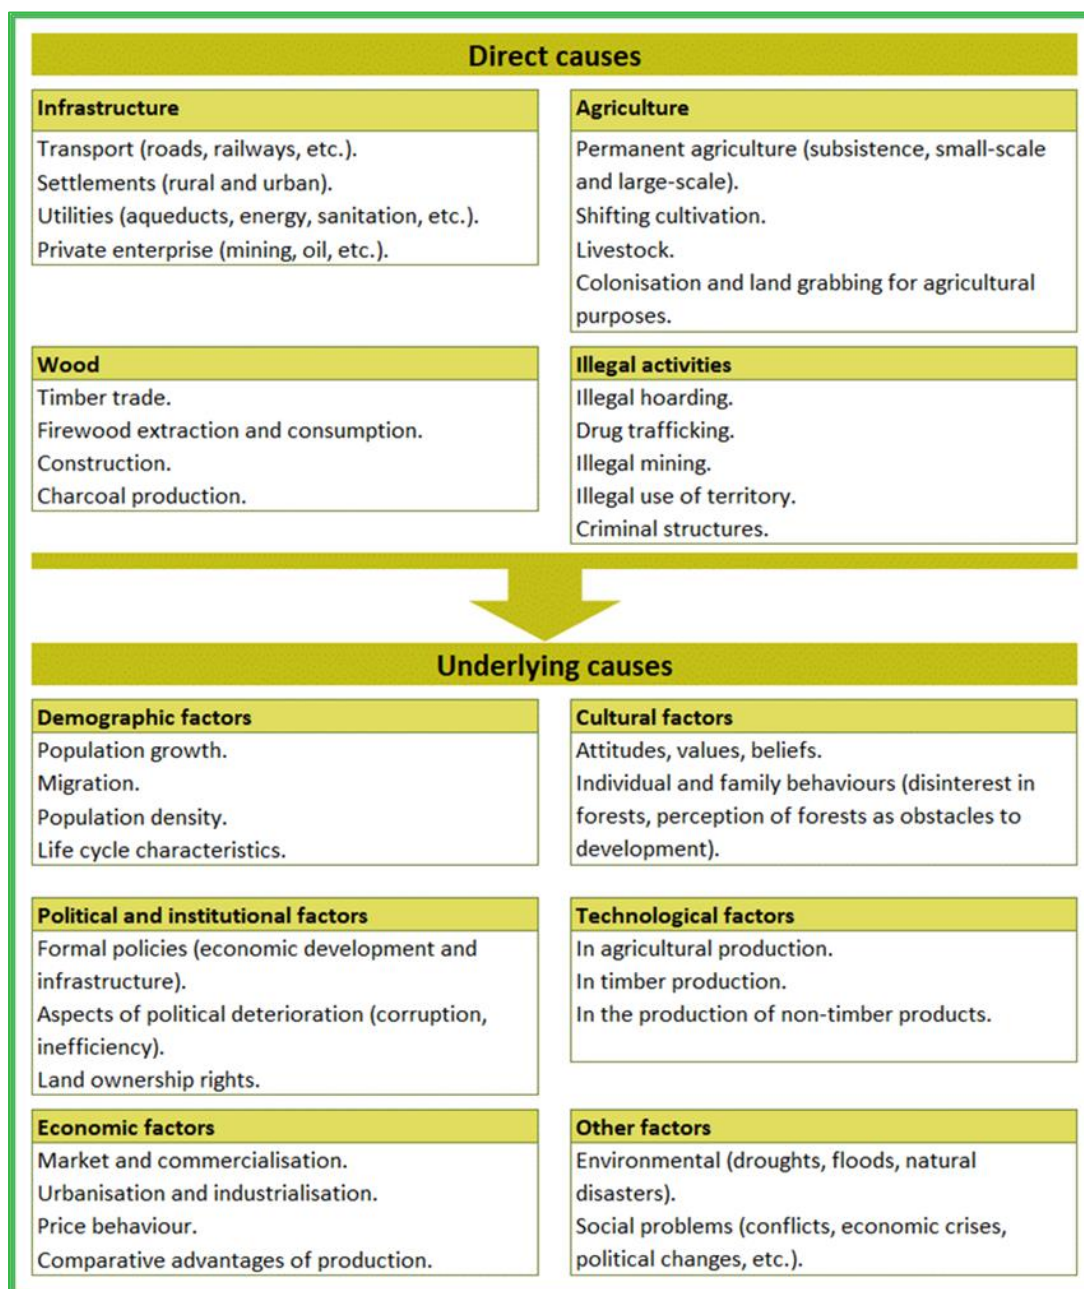 Direct causes
Infrastructure
Transport (roads, railways, etc.).
Settlements (rural and urban).
Utilities (aqueducts, energy, sanitation, etc.).
Private enterprise (mining, oil, etc.).
Agriculture
Permanent agriculture (subsistence, small-scale
and large-scale).
Shifting cultivation.
Livestock.
Colonisation and land grabbing for agricultural
purposes.
Wood
Timber trade.
Firewood extraction and consumption.
Construction.
Charcoal production.
Illegal activities
Illegal hoarding.
Drug trafficking.
Illegal mining.
Illegal use of territory.
Criminal structures.
Underlying causes
Demographic factors
Population growth.
Migration.
Population density.
Life cycle characteristics.
Cultural factors
Attitudes, values, beliefs.
Individual and family behaviours (disinterest in
forests, perception of forests as obstacles to
development).
Political and institutional factors
Formal policies (economic development and
infrastructure).
Aspects of political deterioration (corruption,
inefficiency).
Land ownership rights.
Technological factors
In agricultural production.
In timber production.
In the production of non-timber products.
Economic factors
Market and commercialisation.
Urbanisation and industrialisation.
Price behaviour.
Comparative advantages of production.
Other factors
Environmental (droughts, floods, natural
disasters).
Social problems (conflicts, economic crises,
political changes, etc.).